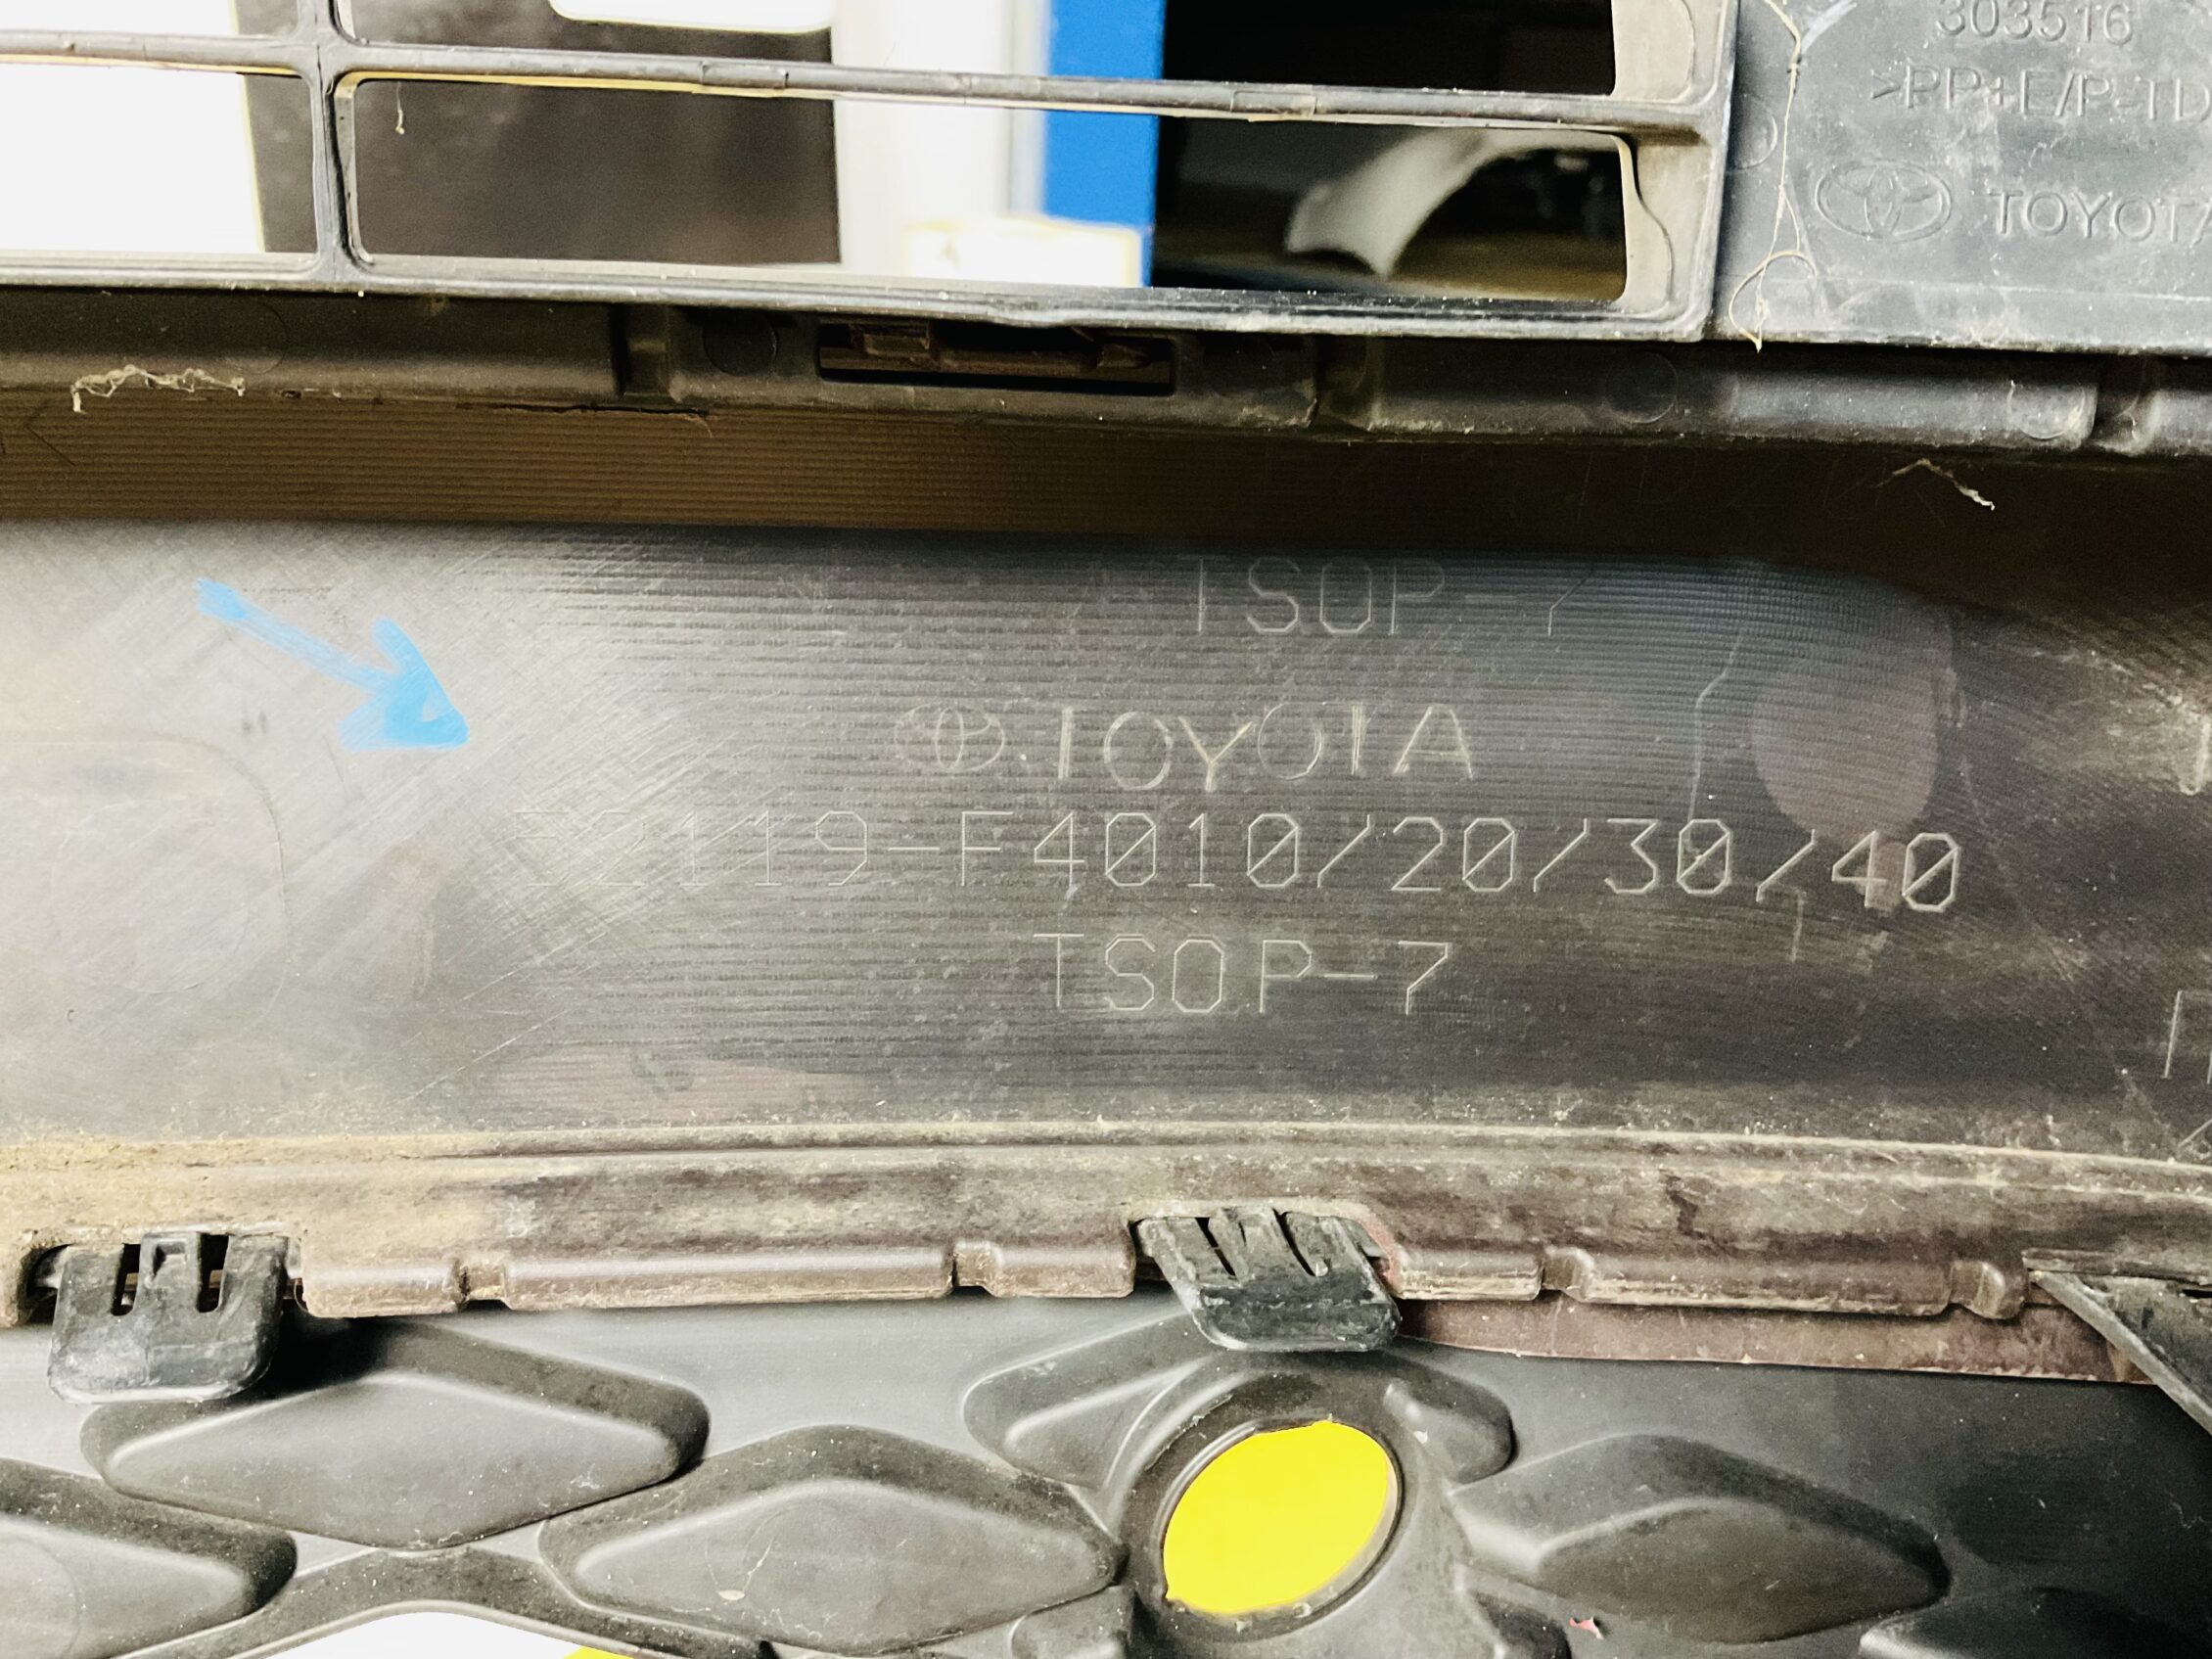 303516
>PP+E/P-TD
TOYOTA
TSOP-7
TOYOTA
52119-F4010/20/30/40
TSOP-7